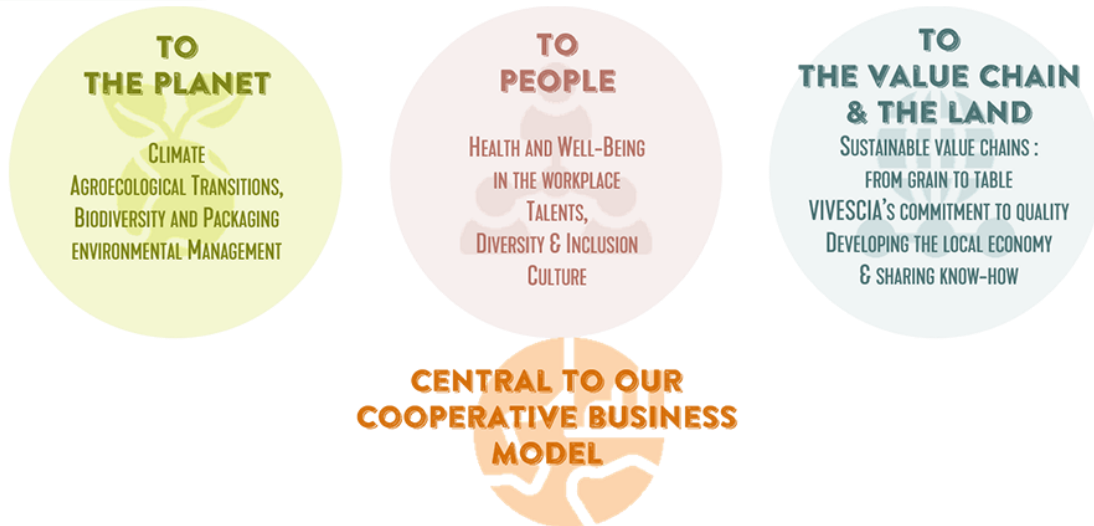 TO
THE PLANET
CLIMATE
AGROECOLOGICAL TRANSITIONS,
BIODIVERSITY AND PACKAGING
ENVIRONMENTAL MANAGEMENT
TO
PEOPLE
HEALTH AND WELL-BEING
IN THE WORKPLACE
TALENTS,
DIVERSITY & INCLUSION
CULTURE
TO
THE VALUE CHAIN
& THE LAND
SUSTAINABLE VALUE CHAINS :
FROM GRAIN TO TABLE
VIVESCIA'S COMMITMENT TO QUALITY
DEVELOPING THE LOCAL ECONOMY
& SHARING KNOW-HOW
CENTRAL TO OUR
COOPERATIVE BUSINESS
MODEL